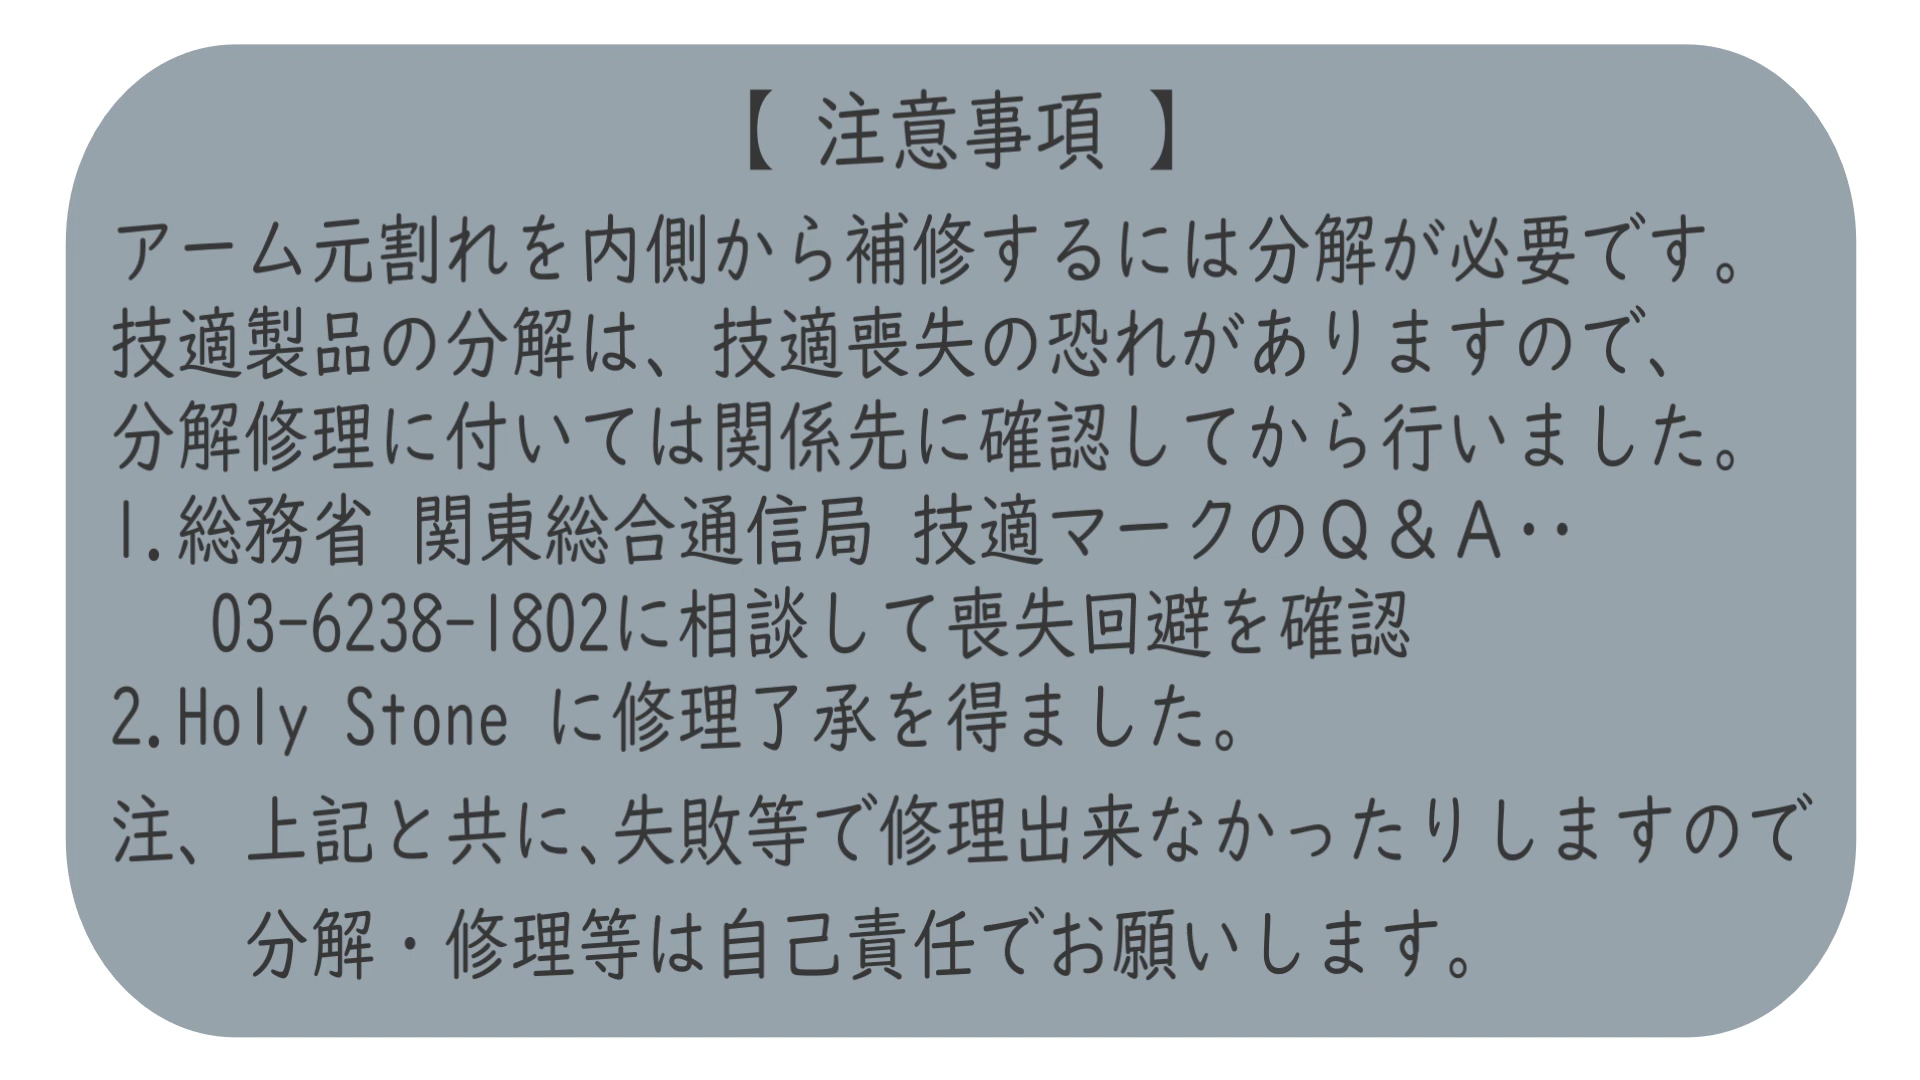 【 注意事項 】
アーム元割れを内側から補修するには分解が必要です。
技適製品の分解は、技適喪失の恐れがありますので、
分解修理に付いては関係先に確認してから行いました。
1.総務省 関東総合通信局 技適マークのQ＆A‥
03-6238-1802に相談して喪失回避を確認
2.Holy Stone に修理了承を得ました。
注、上記と共に､失敗等で修理出来なかったりしますので
分解・修理等は自己責任でお願いします。